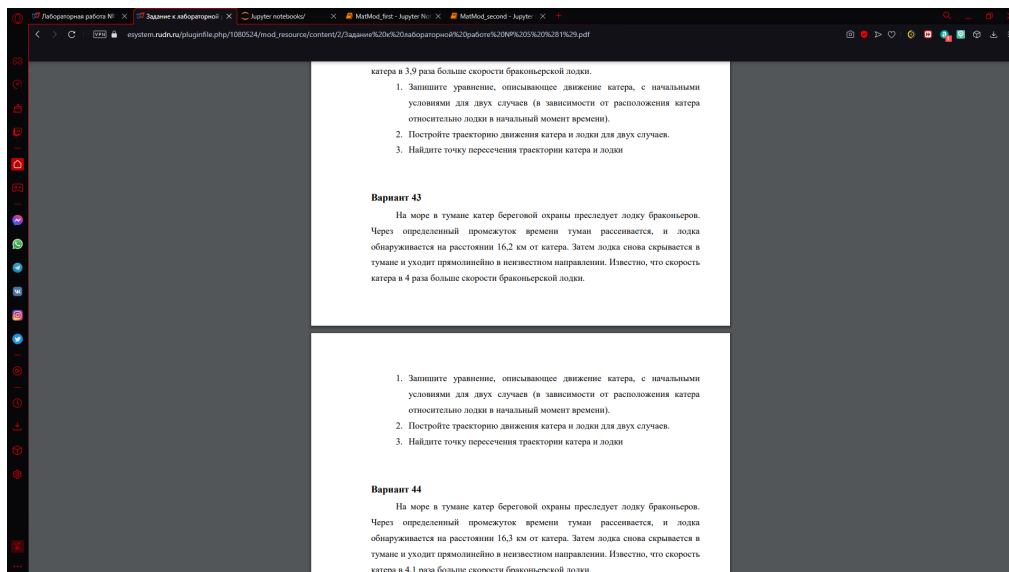 Лабораторная работа №
Задание к лабораторной
Jupyter notebooks/
MatMod_first - Jupyter No
MatMod_second - Jupyter
VPN
esystem.rudn.ru/pluginfile.php/1080524/mod_resource/content/2/Задание%20к%20лабораторной%20работе%20№%205%20%281%29.pdf
катера в 3,9 раза больше скорости браконьерской лодки.
1. Запишите уравнение, описывающее движение катера, с начальными
условиями для двух случаев (в зависимости от расположения катера
относительно лодки в начальный момент времени).
2. Постройте траекторию движения катера и лодки для двух случаев.
3. Найдите точку пересечения траектории катера и лодки
Вариант 43
На море в тумане катер береговой охраны преследует лодку браконьеров.
Через определенный промежуток времени туман рассеивается, и лодка
обнаруживается на расстоянии 16,2 км от катера. Затем лодка снова скрывается в
тумане и уходит прямолинейно в неизвестном направлении. Известно, что скорость
катера в 4 раза больше скорости браконьерской лодки.
1. Запишите уравнение, описывающее движение катера, с начальными
условиями для двух случаев (в зависимости от расположения катера
относительно лодки в начальный момент времени).
2. Постройте траекторию движения катера и лодки для двух случаев.
3. Найдите точку пересечения траектории катера и лодки
Вариант 44
На море в тумане катер береговой охраны преследует лодку браконьеров.
Через определенный промежуток времени туман рассеивается, и лодка
обнаруживается на расстоянии 16,3 км от катера. Затем лодка снова скрывается в
тумане и уходит прямолинейно в неизвестном направлении. Известно, что скорость
катера в 4,1 раза больше скорости браконьерской лодки.